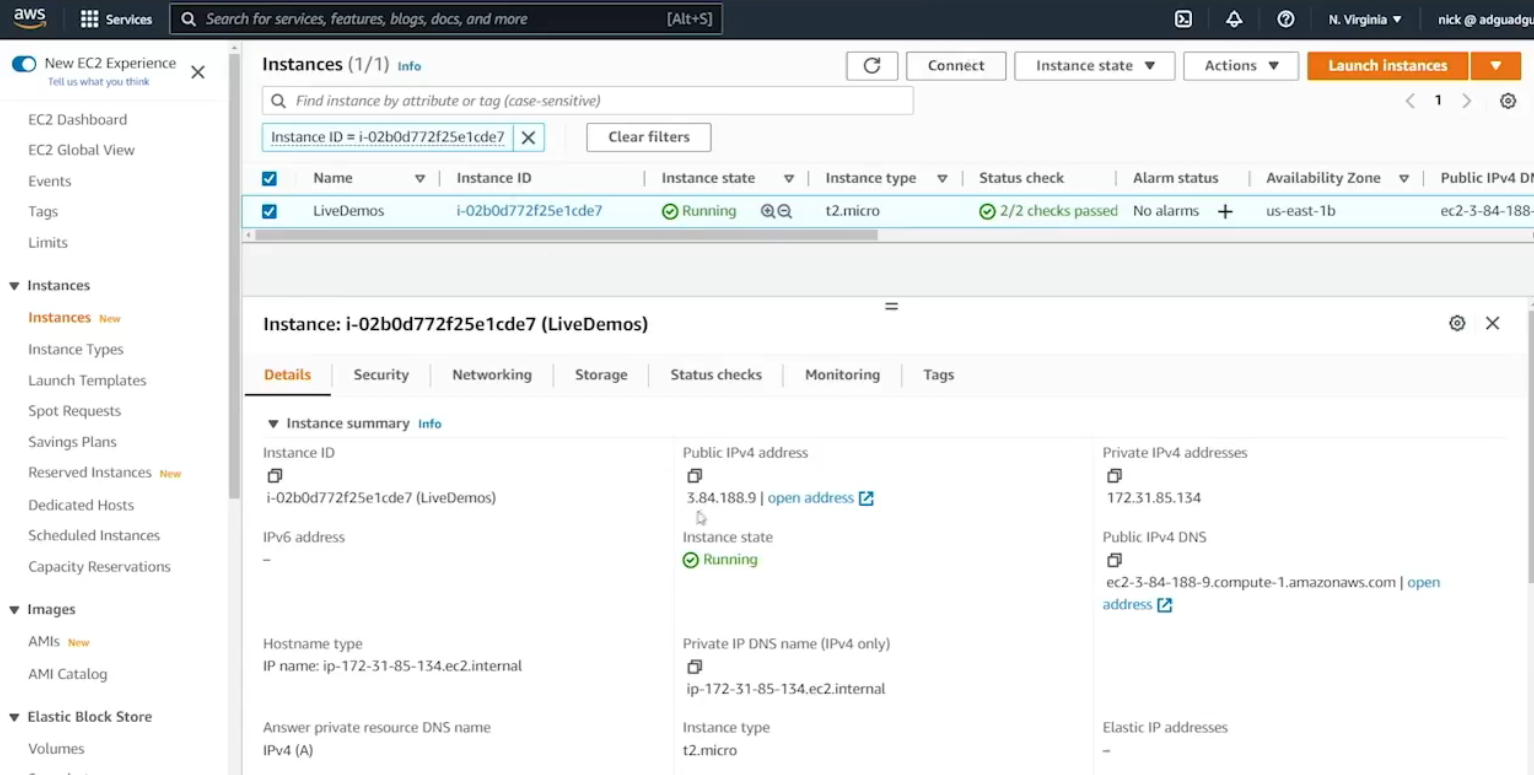 aws Services Search for services, features, blogs, docs, and more [Alt+S] N. Virginia ▼ nick @
New EC2 Experience
Tell us what you think
EC2 Dashboard
EC2 Global View
Events
Tags
Limits
Instances
Instances New
Instance Types
Launch Templates
Spot Requests
Savings Plans
Reserved Instances New
Dedicated Hosts
Scheduled Instances
Capacity Reservations
Images
AMIs New
AMI Catalog
Elastic Block Store
Volumes
Instances (1/1) Info Connect Instance state ▼ Actions ▼ Launch instances ▼
Find instance by attribute or tag (case-sensitive) 1
Instance ID = i-02b0d772f25e1cde7 Clear filters
Name Instance ID Instance state Instance type Status check Alarm status Availability Zone Public IPv4
LiveDemos i-02b0d772f25e1cde7 Running t2.micro 2/2 checks passed No alarms + us-east-1b ec2-3-84-188-
Instance: i-02b0d772f25e1cde7 (LiveDemos)
Details Security Networking Storage Status checks Monitoring Tags
Instance summary Info
Instance ID
i-02b0d772f25e1cde7 (LiveDemos)
Public IPv4 address
3.84.188.9 | open address
Private IPv4 addresses
172.31.85.134
IPv6 address
–
Instance state
Running
Public IPv4 DNS
ec2-3-84-188-9.compute-1.amazonaws.com | open
address
Hostname type
IP name: ip-172-31-85-134.ec2.internal
Private IP DNS name (IPv4 only)
ip-172-31-85-134.ec2.internal
Answer private resource DNS name
IPv4 (A)
Instance type
t2.micro
Elastic IP addresses
–